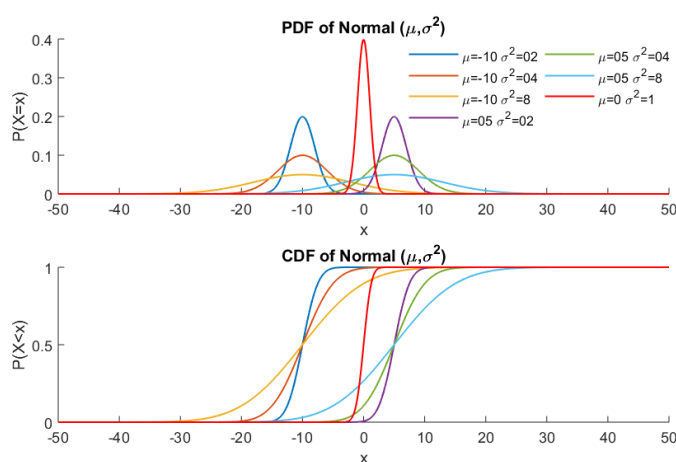 PDF of Normal (μ,σ²)
P(X=x)
0.4
0.3
0.2
0.1
0
μ=-10 σ²=02
μ=-10 σ²=04
μ=-10 σ²=8
μ=05 σ²=02
μ=05 σ²=04
μ=05 σ²=8
μ=0 σ²=1
-50 -40 -30 -20 -10 0 10 20 30 40 50
x
CDF of Normal (μ,σ²)
P(X<x)
1
0.5
0
-50 -40 -30 -20 -10 0 10 20 30 40 50
x